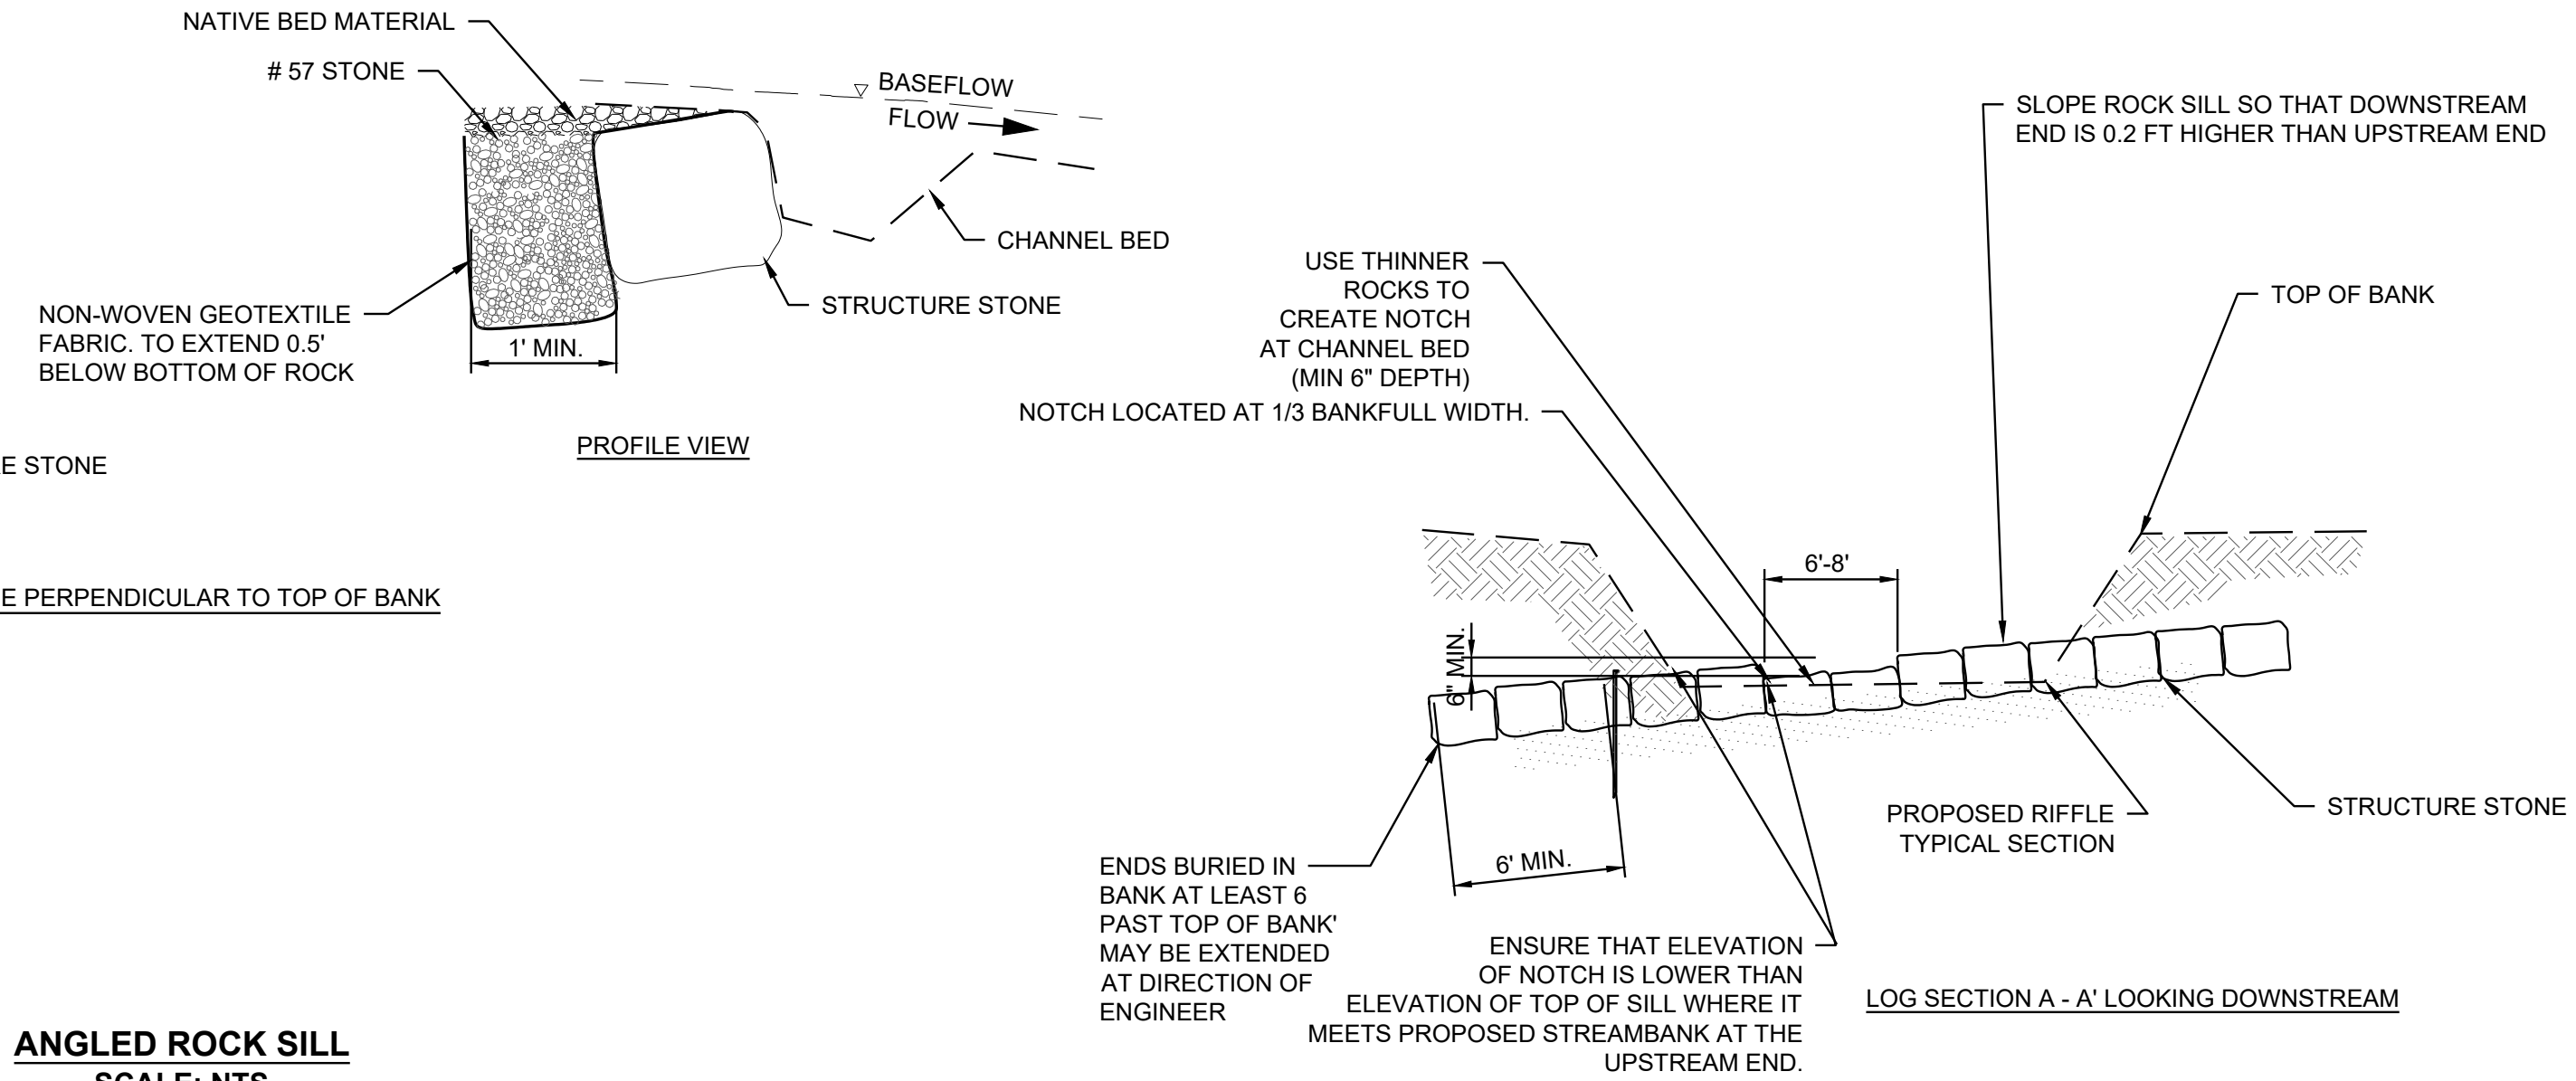 NATIVE BED MATERIAL
# 57 STONE
BASEFLOW
FLOW
CHANNEL BED
STRUCTURE STONE
NON-WOVEN GEOTEXTILE
FABRIC. TO EXTEND 0.5'
BELOW BOTTOM OF ROCK
1' MIN.
PROFILE VIEW
E STONE
E PERPENDICULAR TO TOP OF BANK
SLOPE ROCK SILL SO THAT DOWNSTREAM
END IS 0.2 FT HIGHER THAN UPSTREAM END
USE THINNER
ROCKS TO
CREATE NOTCH
AT CHANNEL BED
(MIN 6" DEPTH)
NOTCH LOCATED AT 1/3 BANKFULL WIDTH.
TOP OF BANK
6'-8'
6" MIN.
6' MIN.
ENDS BURIED IN
BANK AT LEAST 6
PAST TOP OF BANK'
MAY BE EXTENDED
AT DIRECTION OF
ENGINEER
ENSURE THAT ELEVATION
OF NOTCH IS LOWER THAN
ELEVATION OF TOP OF SILL WHERE IT
MEETS PROPOSED STREAMBANK AT THE
UPSTREAM END.
PROPOSED RIFFLE
TYPICAL SECTION
STRUCTURE STONE
LOG SECTION A - A' LOOKING DOWNSTREAM
ANGLED ROCK SILL
SCALE: NTS